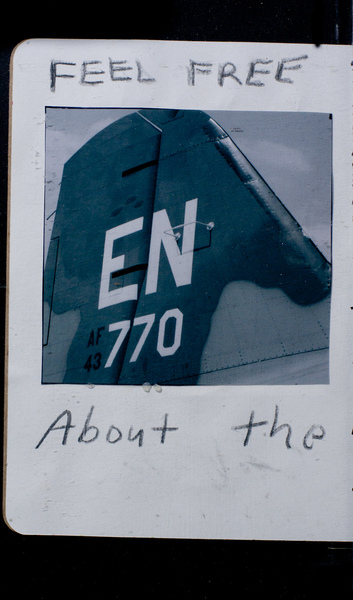 FEEL FREE
EN
AF
43
770
About the